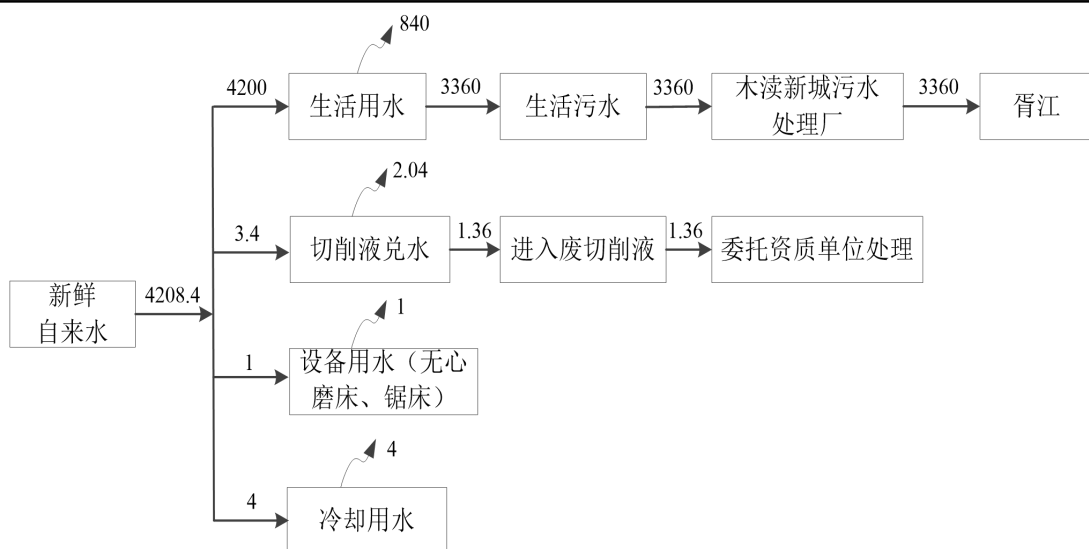 840
4200
生活用水
3360
生活污水
3360
木渎新城污水
处理厂
3360
胥江
2.04
3.4
切削液兑水
1.36
进入废切削液
1.36
委托资质单位处理
新鲜
自来水
4208.4
1
1
设备用水（无心
磨床、锯床）
4
4
冷却用水